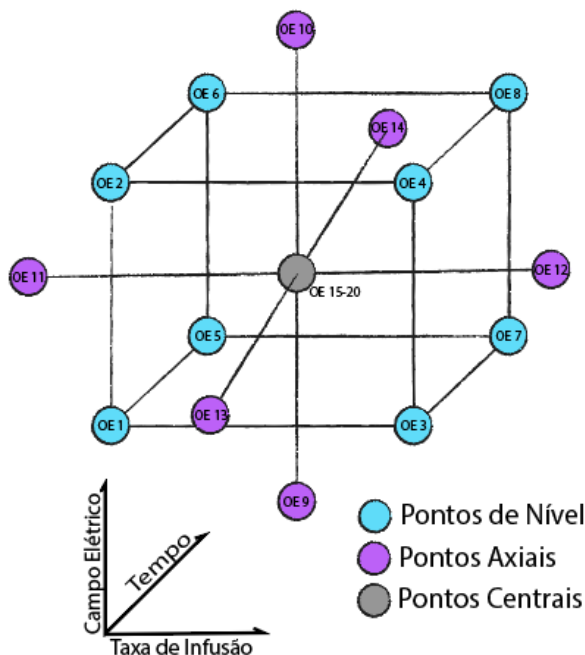 OE 10
OE 6
OE 8
OE 14
OE 2
OE 4
OE 11
OE 12
OE 15-20
OE 5
OE 7
OE 13
OE 1
OE 3
OE 9
Campo Elétrico
Tempo
Taxa de Infusão
Pontos de Nível
Pontos Axiais
Pontos Centrais